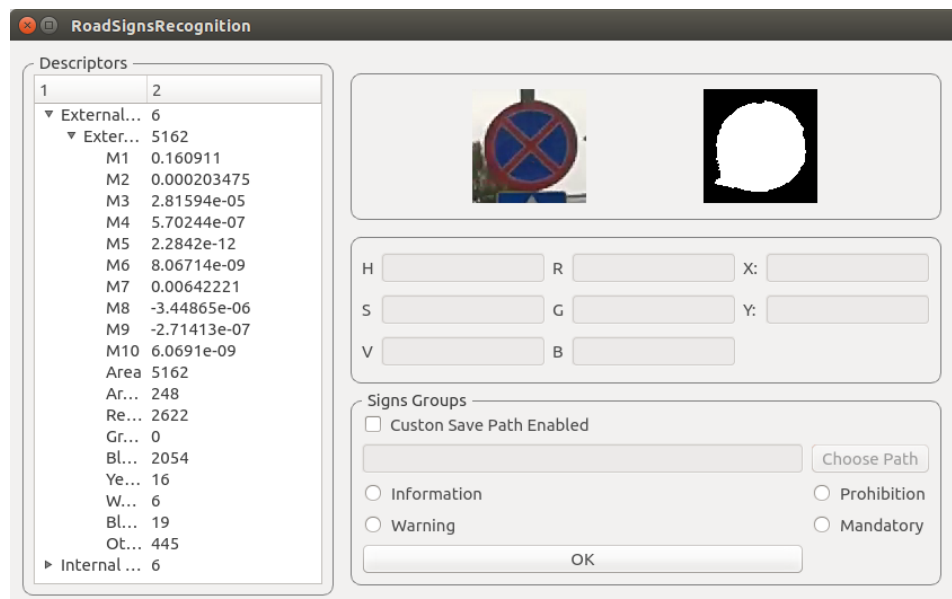 RoadSignsRecognition
Descriptors
1 2
External... 6
Exter... 5162
M1 0.160911
M2 0.000203475
M3 2.81594e-05
M4 5.70244e-07
M5 2.2842e-12
M6 8.06714e-09
M7 0.00642221
M8 -3.44865e-06
M9 -2.71413e-07
M10 6.0691e-09
Area 5162
Ar... 248
Re... 2622
Gr... 0
Bl... 2054
Ye... 16
W... 6
Bl... 19
Ot... 445
Internal ... 6
H R X:
S G Y:
V B
Signs Groups
Custon Save Path Enabled
Choose Path
Information Prohibition
Warning Mandatory
OK